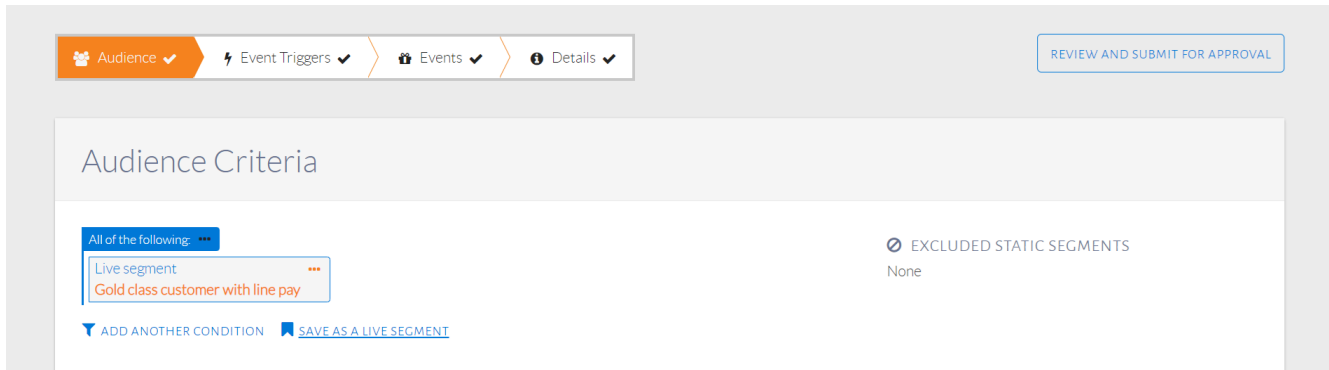 Audience
Event Triggers
Events
Details
REVIEW AND SUBMIT FOR APPROVAL
Audience Criteria
All of the following:
Live segment
Gold class customer with line pay
ADD ANOTHER CONDITION
SAVE AS A LIVE SEGMENT
EXCLUDED STATIC SEGMENTS
None